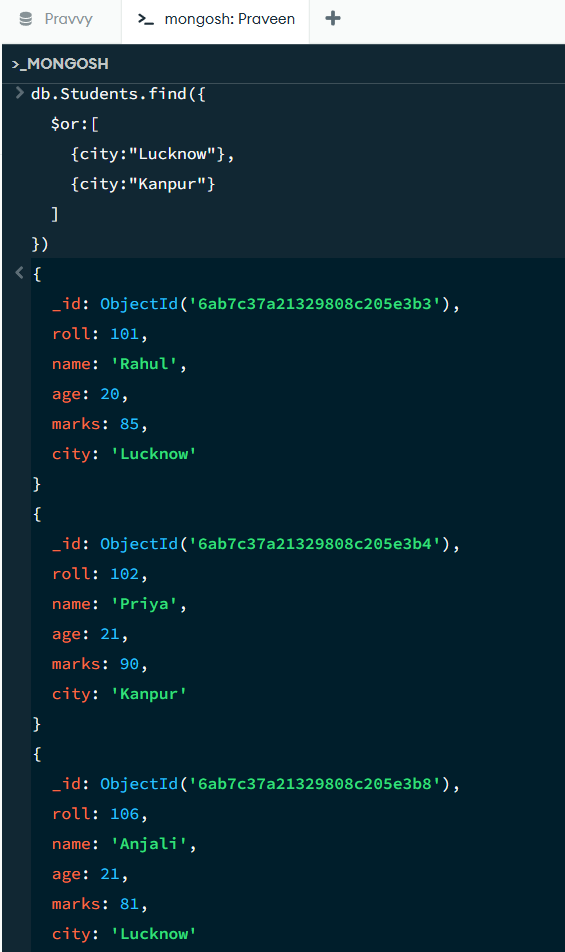 Pravvy >_ mongosh: Praveen +
>_MONGOSH
> db.Students.find({
$or:[
{city:"Lucknow"},
{city:"Kanpur"}
]
})
< {
_id: ObjectId('6ab7c37a21329808c205e3b3'),
roll: 101,
name: 'Rahul',
age: 20,
marks: 85,
city: 'Lucknow'
}
{
_id: ObjectId('6ab7c37a21329808c205e3b4'),
roll: 102,
name: 'Priya',
age: 21,
marks: 90,
city: 'Kanpur'
}
{
_id: ObjectId('6ab7c37a21329808c205e3b8'),
roll: 106,
name: 'Anjali',
age: 21,
marks: 81,
city: 'Lucknow'